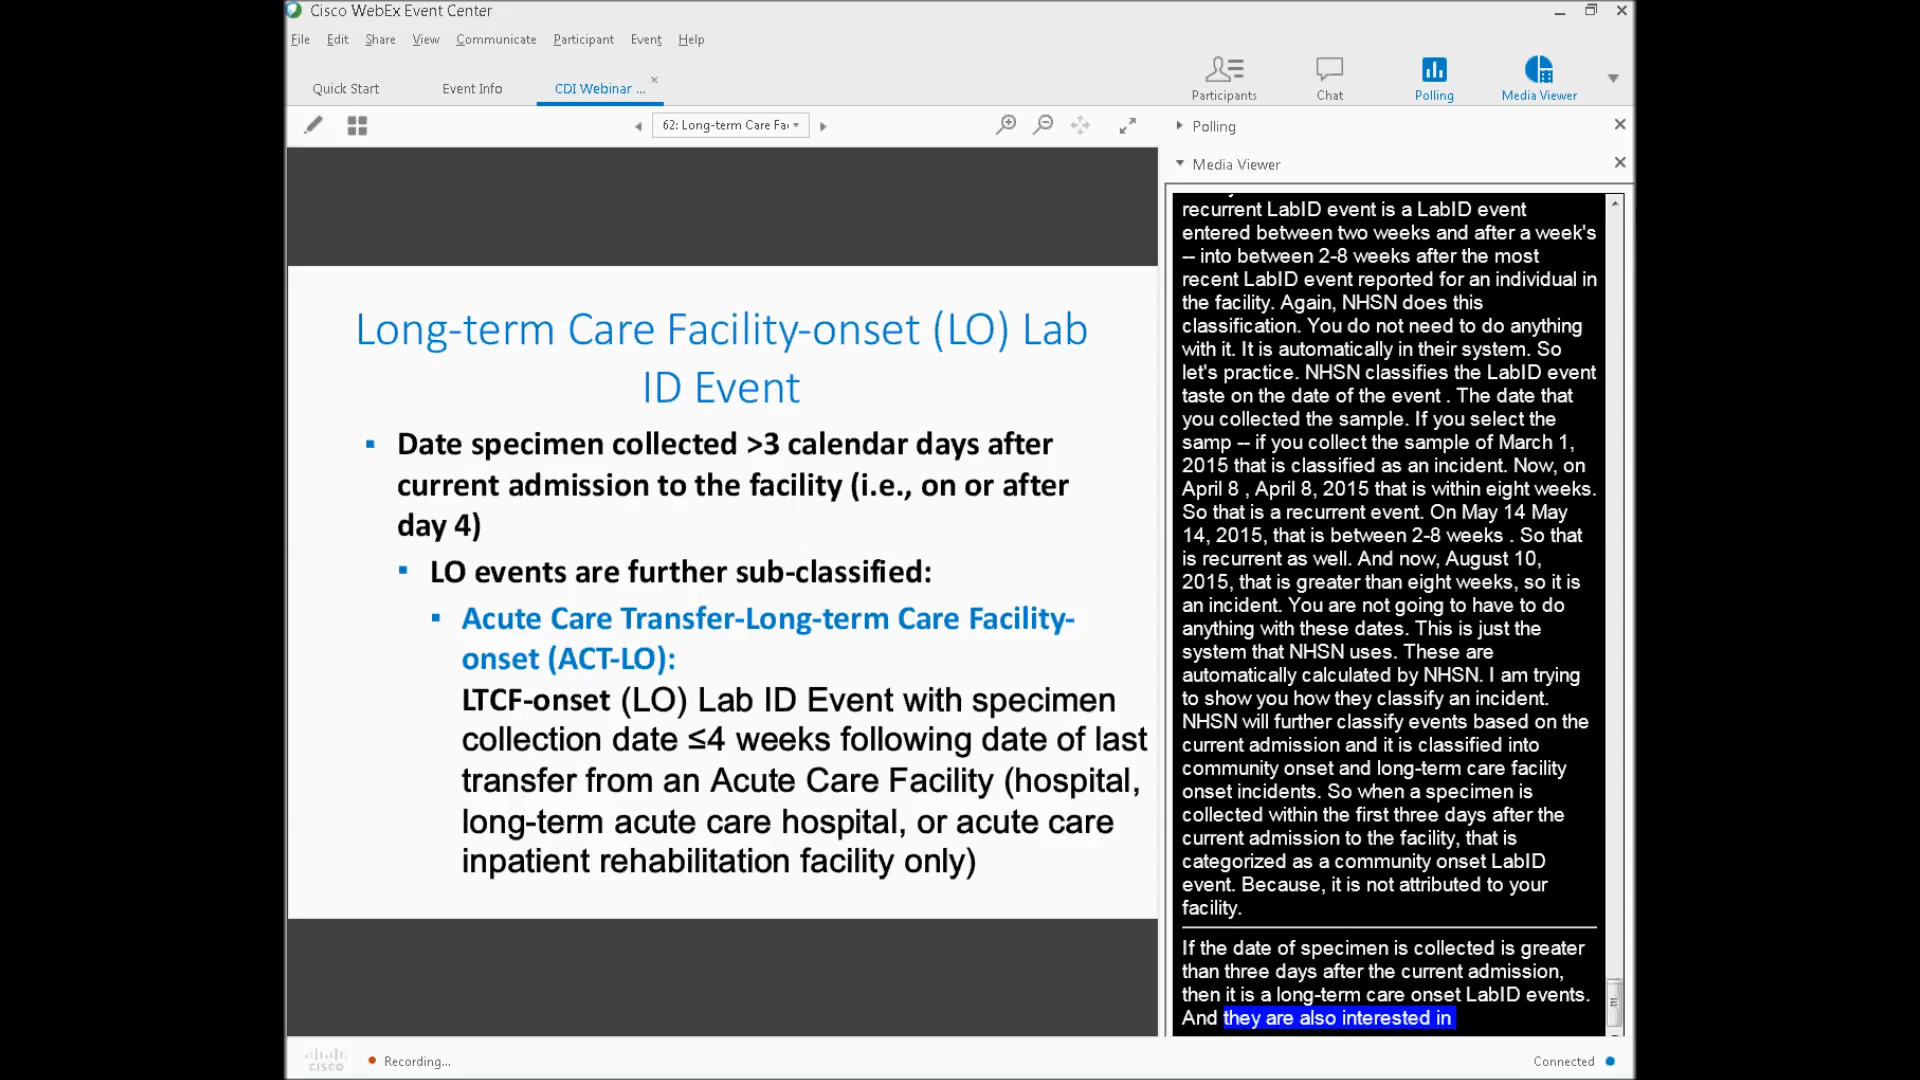 Cisco WebEx Event Center
File Edit Share View Communicate Participant Event Help
Quick Start Event Info CDI Webinar ...
Participants Chat Polling Media Viewer
62: Long-term Care Fa
Polling
Media Viewer
Long-term Care Facility-onset (LO) Lab
ID Event
Date specimen collected >3 calendar days after
current admission to the facility (i.e., on or after
day 4)
LO events are further sub-classified:
Acute Care Transfer-Long-term Care Facility-
onset (ACT-LO):
LTCF-onset (LO) Lab ID Event with specimen
collection date ≤4 weeks following date of last
transfer from an Acute Care Facility (hospital,
long-term acute care hospital, or acute care
inpatient rehabilitation facility only)
recurrent LabID event is a LabID event
entered between two weeks and after a week's
-- into between 2-8 weeks after the most
recent LabID event reported for an individual in
the facility. Again, NHSN does this
classification. You do not need to do anything
with it. It is automatically in their system. So
let's practice. NHSN classifies the LabID event
taste on the date of the event . The date that
you collected the sample. If you select the
samp -- if you collect the sample of March 1,
2015 that is classified as an incident. Now, on
April 8 , April 8, 2015 that is within eight weeks.
So that is a recurrent event. On May 14 May
14, 2015, that is between 2-8 weeks . So that
is recurrent as well. And now, August 10,
2015, that is greater than eight weeks, so it is
an incident. You are not going to have to do
anything with these dates. This is just the
system that NHSN uses. These are
automatically calculated by NHSN. I am trying
to show you how they classify an incident.
NHSN will further classify events based on the
current admission and it is classified into
community onset and long-term care facility
onset incidents. So when a specimen is
collected within the first three days after the
current admission to the facility, that is
categorized as a community onset LabID
event. Because, it is not attributed to your
facility.
If the date of specimen is collected is greater
than three days after the current admission,
then it is a long-term care onset LabID events.
And they are also interested in
cisco Recording...
Connected